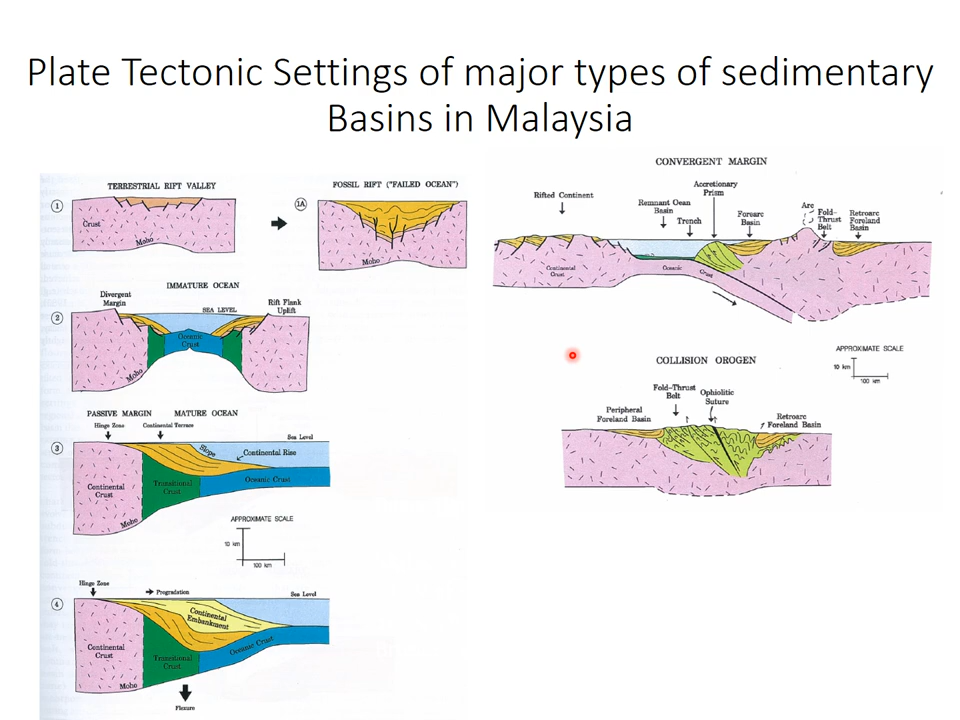 Plate Tectonic Settings of major types of sedimentary
Basins in Malaysia
TERRESTRIAL RIFT VALLEY
1
Crust
Moho
FOSSIL RIFT ("FAILED OCEAN")
1A
Moho
IMMATURE OCEAN
Divergent
Margin
SEA LEVEL
Rift Flank
Uplift
2
Oceanic
Crust
Moho
PASSIVE MARGIN
MATURE OCEAN
Hinge Zone
Continental Terrace
Sea Level
3
Slope
Continental Rise
Continental
Crust
Transitional
Crust
Oceanic Crust
Moho
APPROXIMATE SCALE
10 km
100 km
Hinge Zone
Progradation
Sea Level
4
Continental
Embankment
Continental
Crust
Transitional
Crust
Oceanic Crust
Moho
Flexure
CONVERGENT MARGIN
Rifted Continent
Remnant Ocean
Basin
Trench
Accretionary
Prism
Forearc
Basin
Arc
Fold-
Thrust
Belt
Retroarc
Foreland
Basin
Continental
Crust
Oceanic
Crust
APPROXIMATE SCALE
10 km
100 km
COLLISION OROGEN
Peripheral
Foreland Basin
Fold-Thrust
Belt
Ophiolitic
Suture
Retroarc
Foreland Basin